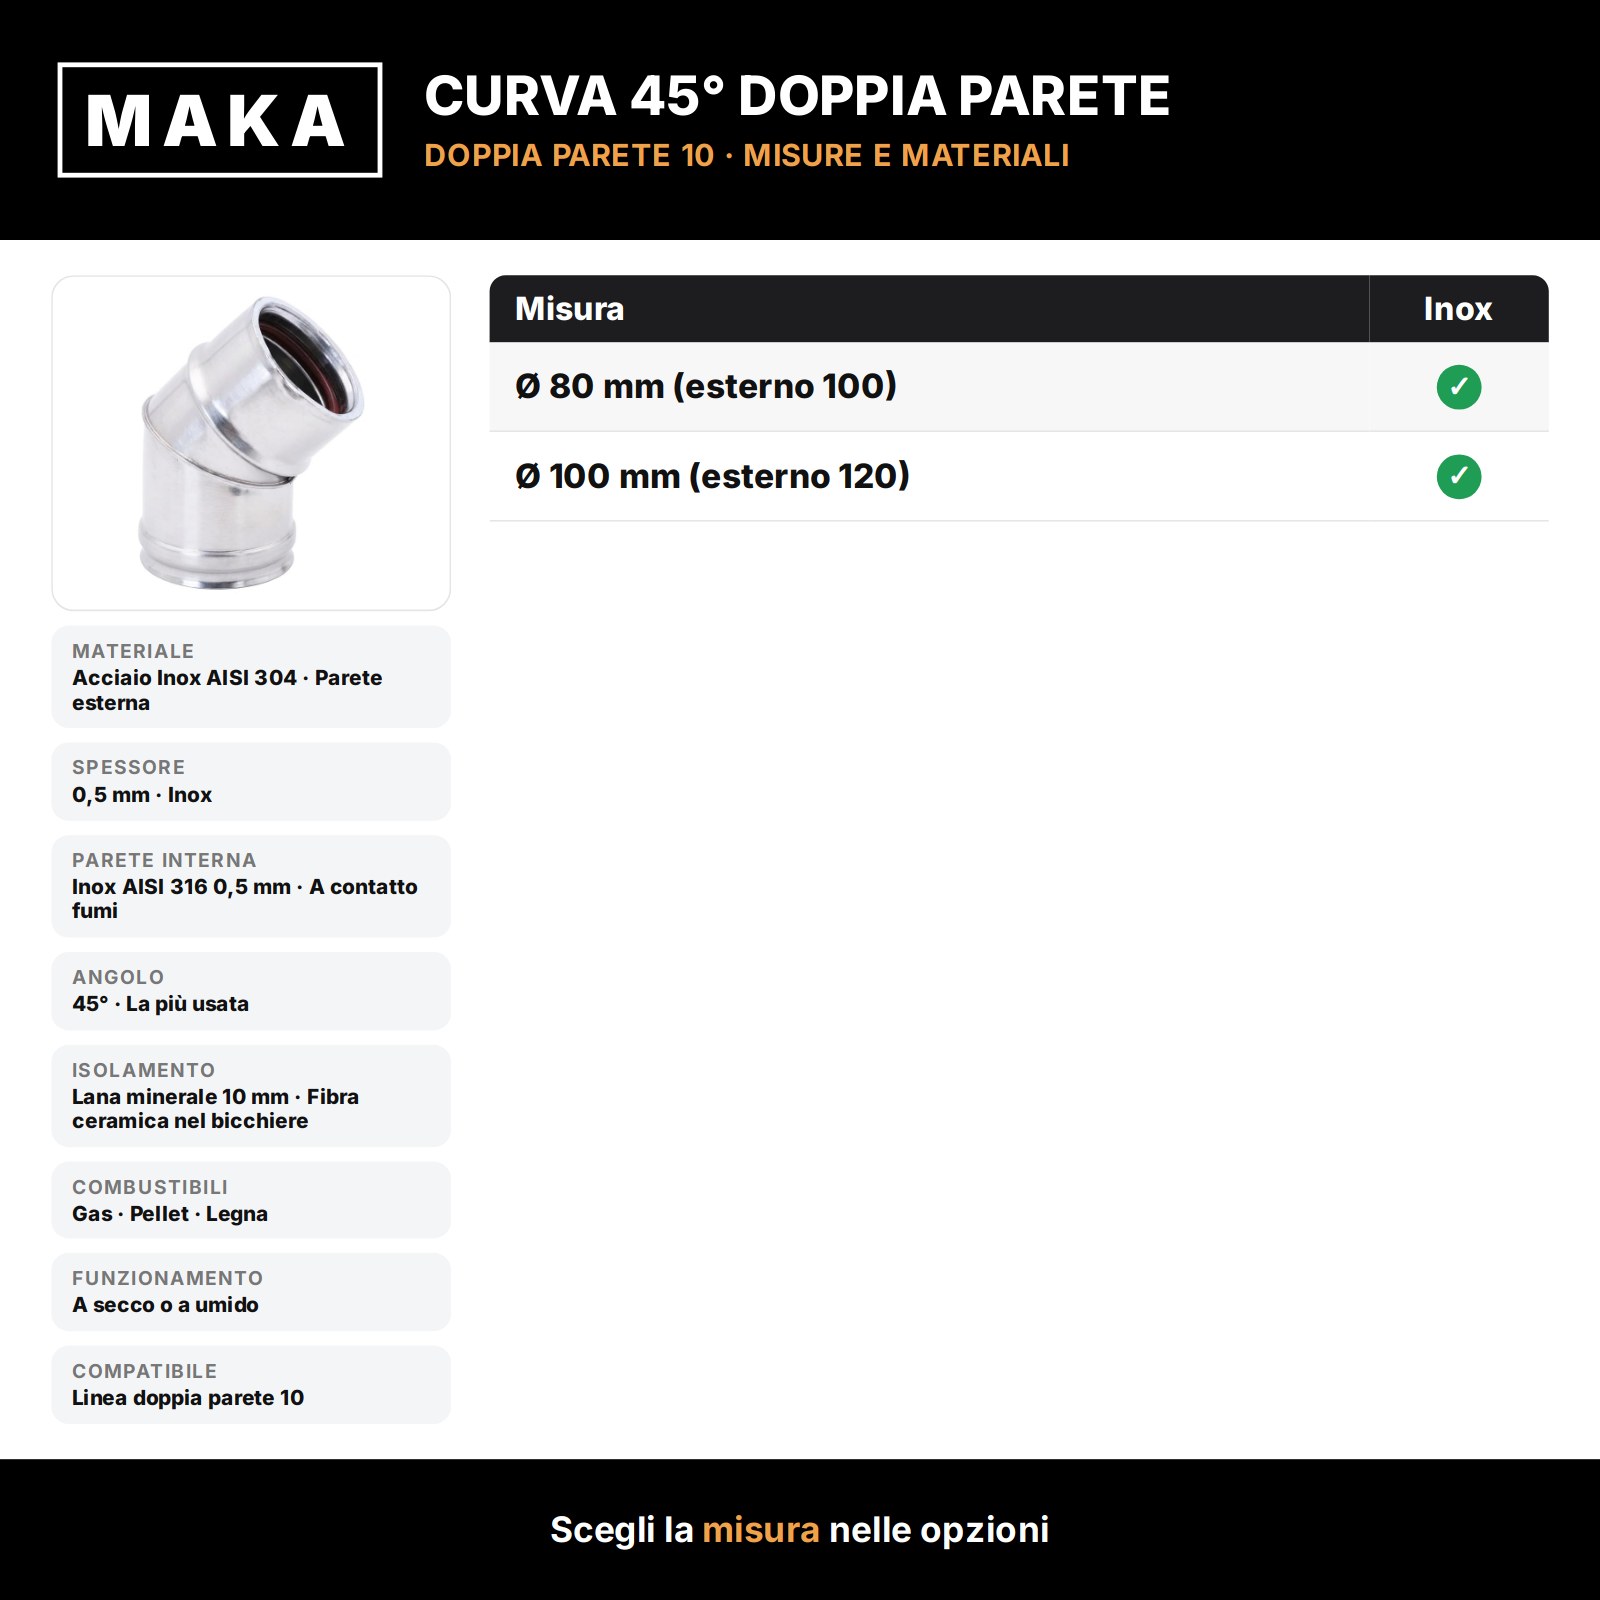 MAKA
CURVA 45° DOPPIA PARETE
DOPPIA PARETE 10 · MISURE E MATERIALI
Misura
Inox
Ø 80 mm (esterno 100)
✓
Ø 100 mm (esterno 120)
✓
MATERIALE
Acciaio Inox AISI 304 · Parete
esterna
SPESSORE
0,5 mm · Inox
PARETE INTERNA
Inox AISI 316 0,5 mm · A contatto
fumi
ANGOLO
45° · La più usata
ISOLAMENTO
Lana minerale 10 mm · Fibra
ceramica nel bicchiere
COMBUSTIBILI
Gas · Pellet · Legna
FUNZIONAMENTO
A secco o a umido
COMPATIBILE
Linea doppia parete 10
Scegli la misura nelle opzioni